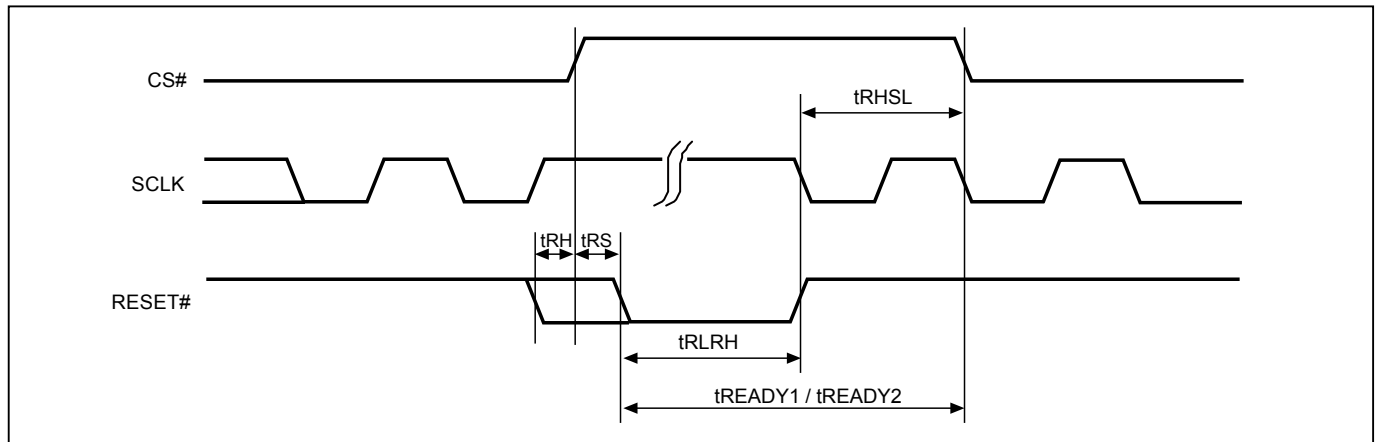 CS#
tRHSL
SCLK
tRH tRS
RESET#
tRLRH
tREADY1 / tREADY2